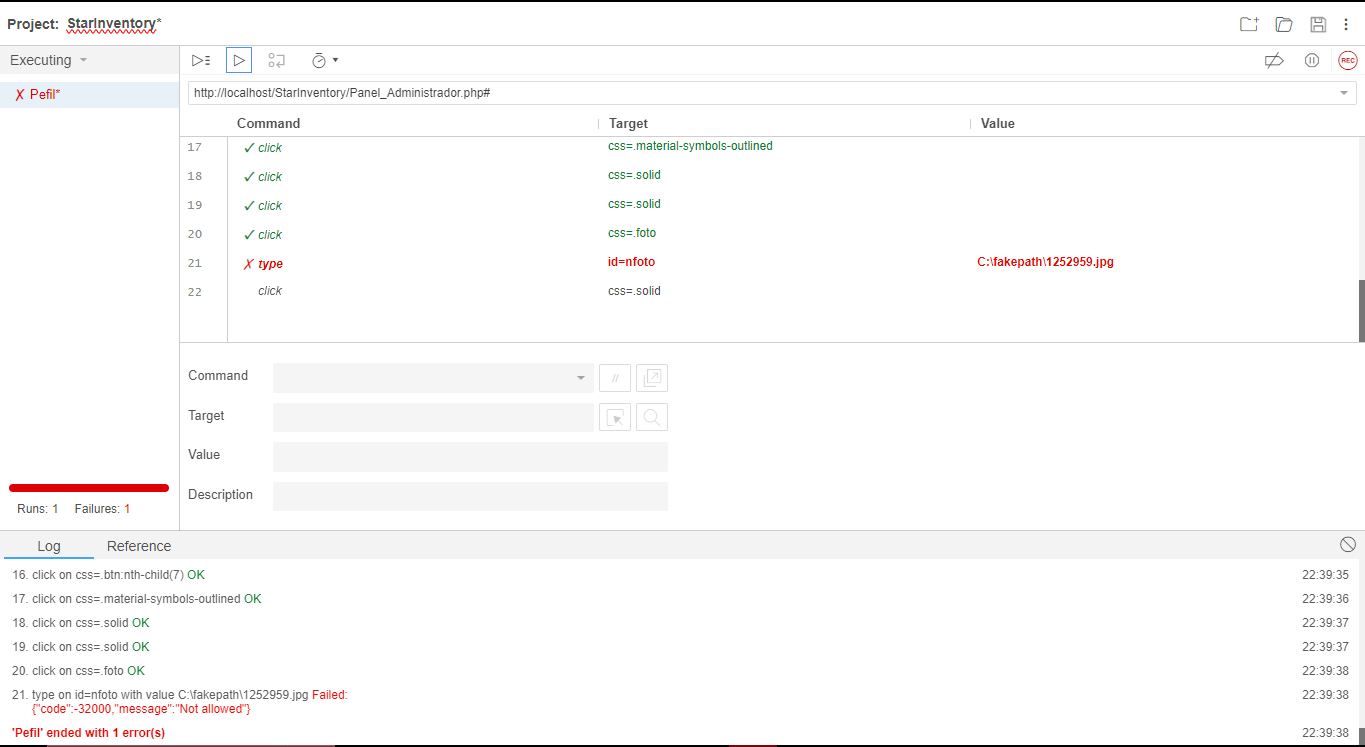 Project: StarInventory*
Executing
REC
✗ Pefil*
http://localhost/StarInventory/Panel_Administrador.php#
Command Target Value
17 ✓ click css=.material-symbols-outlined
18 ✓ click css=.solid
19 ✓ click css=.solid
20 ✓ click css=.foto
21 ✗ type id=nfoto C:\fakepath\1252959.jpg
22 click css=.solid
Command //
Target
Value
Description
Runs: 1 Failures: 1
Log Reference
16. click on css=.btn:nth-child(7) OK 22:39:35
17. click on css=.material-symbols-outlined OK 22:39:36
18. click on css=.solid OK 22:39:37
19. click on css=.solid OK 22:39:37
20. click on css=.foto OK 22:39:38
21. type on id=nfoto with value C:\fakepath\1252959.jpg Failed: 22:39:38
{"code":-32000,"message":"Not allowed"}
'Pefil' ended with 1 error(s) 22:39:38